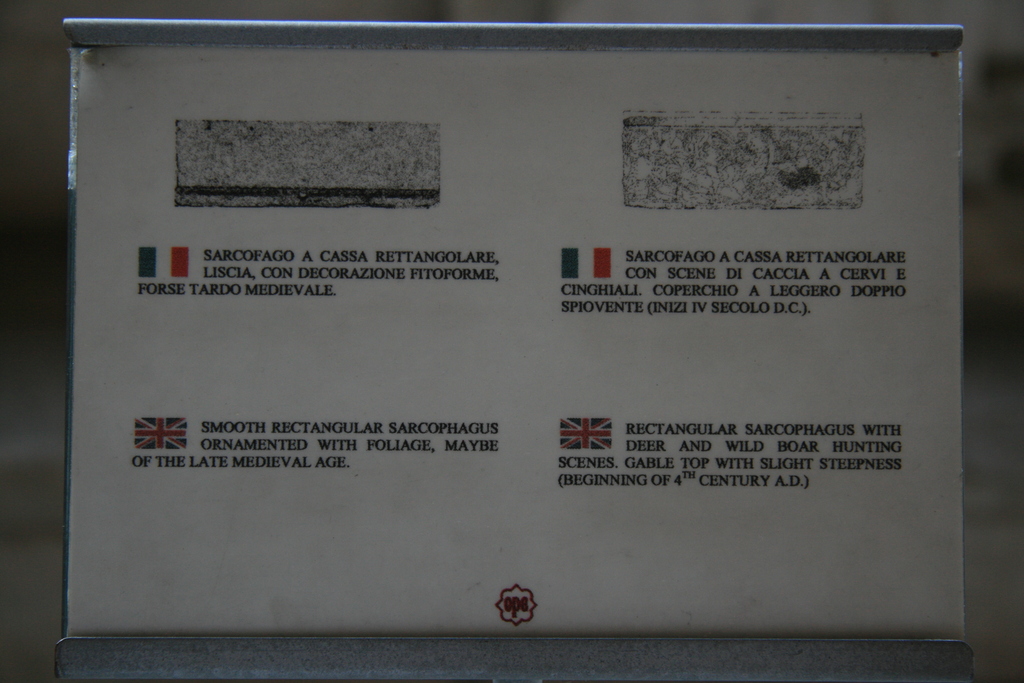 SARCOFAGO A CASSA RETTANGOLARE,
LISCIA, CON DECORAZIONE FITOFORME,
FORSE TARDO MEDIEVALE.
SMOOTH RECTANGULAR SARCOPHAGUS
ORNAMENTED WITH FOLIAGE, MAYBE
OF THE LATE MEDIEVAL AGE.
SARCOFAGO A CASSA RETTANGOLARE
CON SCENE DI CACCIA A CERVI E
CINGHIALI. COPERCHIO A LEGGERO DOPPIO
SPIOVENTE (INIZI IV SECOLO D.C.).
RECTANGULAR SARCOPHAGUS WITH
DEER AND WILD BOAR HUNTING
SCENES. GABLE TOP WITH SLIGHT STEEPNESS
(BEGINNING OF 4TH CENTURY A.D.)
opa